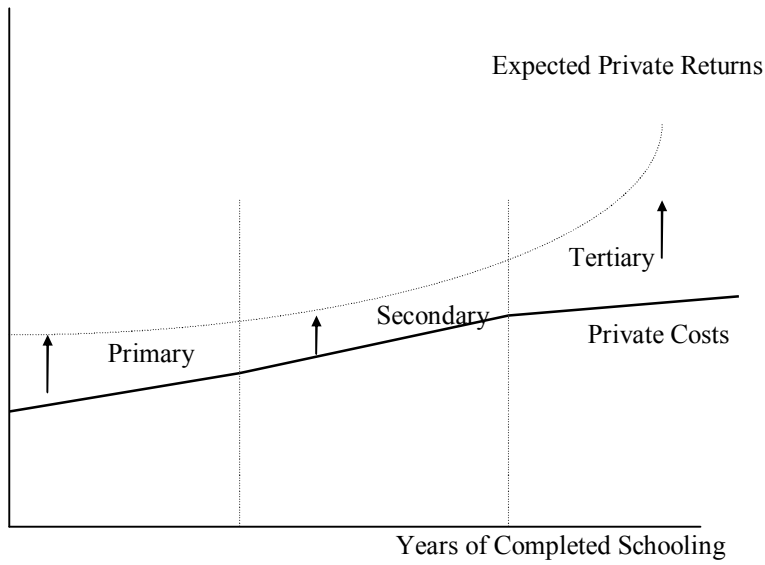 Expected Private Returns
Tertiary
Secondary
Private Costs
Primary
Years of Completed Schooling